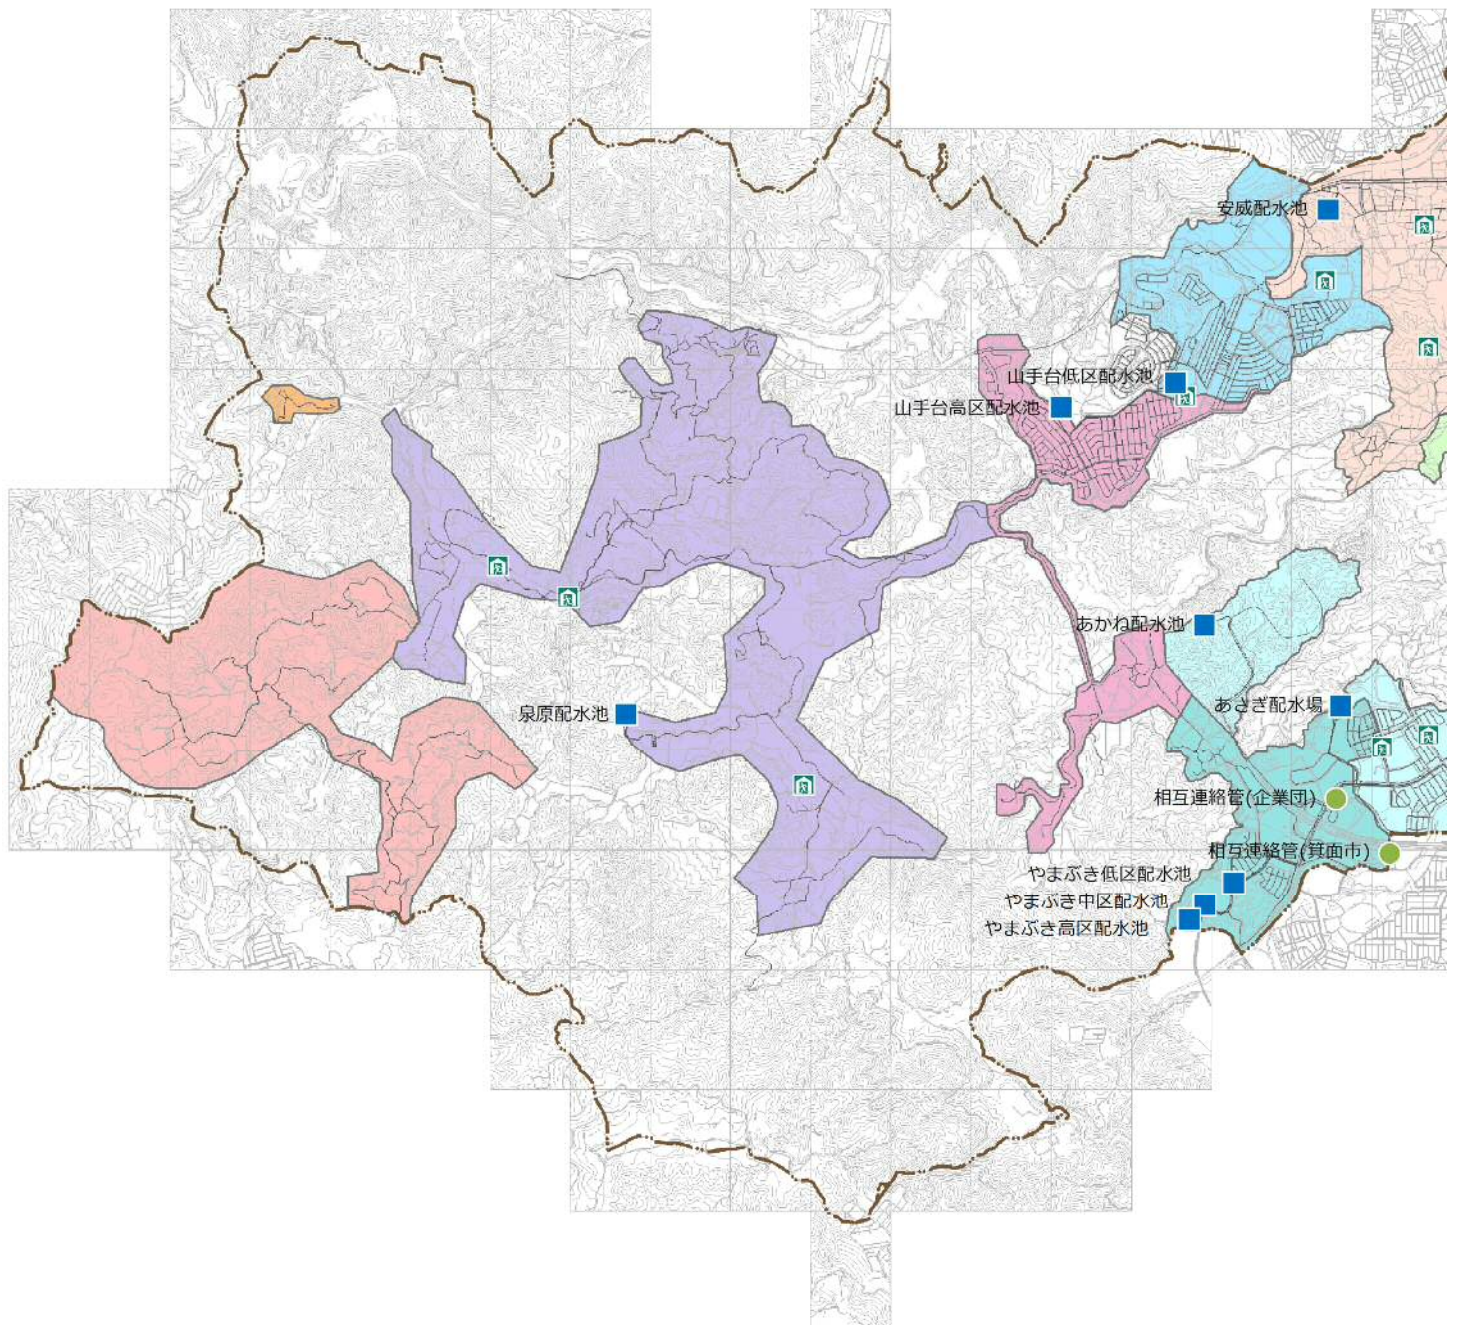 安威配水池
山手台低区配水池
山手台高区配水池
あかね配水池
あさぎ配水場
泉原配水池
相互連絡管(企業団)
相互連絡管(箕面市)
やまぶき低区配水池
やまぶき中区配水池
やまぶき高区配水池